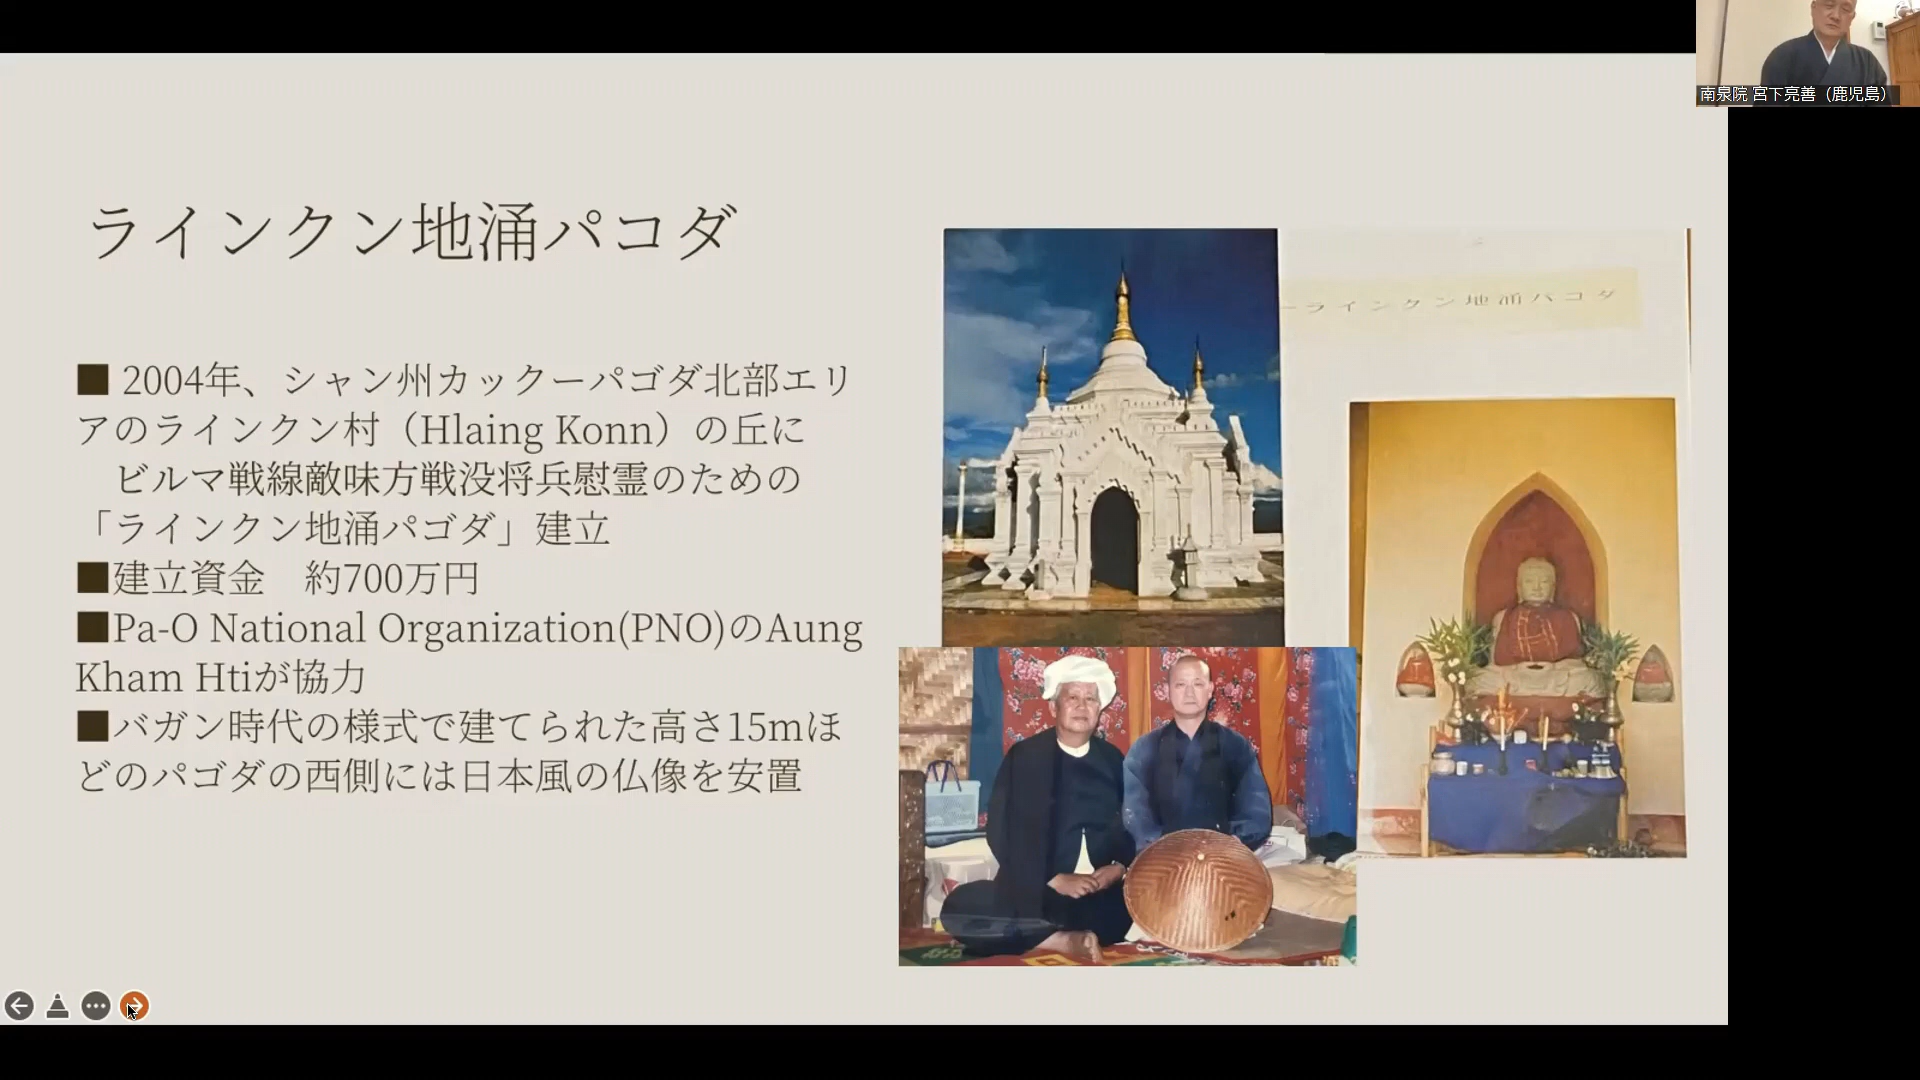 南泉院 宮下亮善（鹿児島）
ラインクン地涌パコダ
■ 2004年、シャン州カックーパゴダ北部エリ
アのラインクン村（Hlaing Konn）の丘に
　ビルマ戦線敵味方戦没将兵慰霊のための
「ラインクン地涌パゴダ」建立
■建立資金　約700万円
■Pa-O National Organization(PNO)のAung
Kham Htiが協力
■バガン時代の様式で建てられた高さ15mほ
どのパゴダの西側には日本風の仏像を安置
ーラインクン地涌パコダ